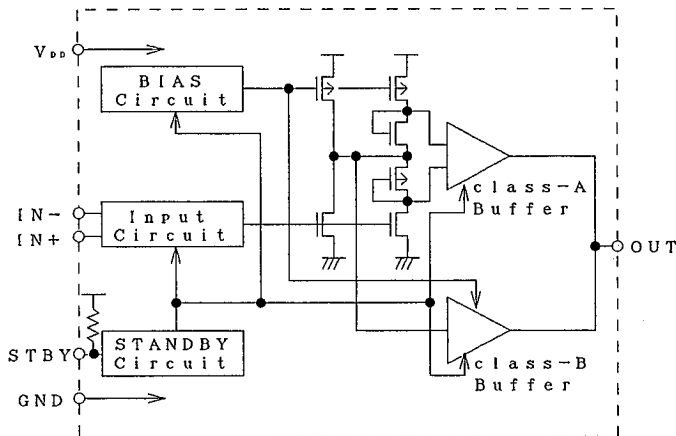 VDD
BIAS
Circuit
IN-
IN+
Input
Circuit
class-A
Buffer
OUT
STBY
STANDBY
Circuit
class-B
Buffer
GND